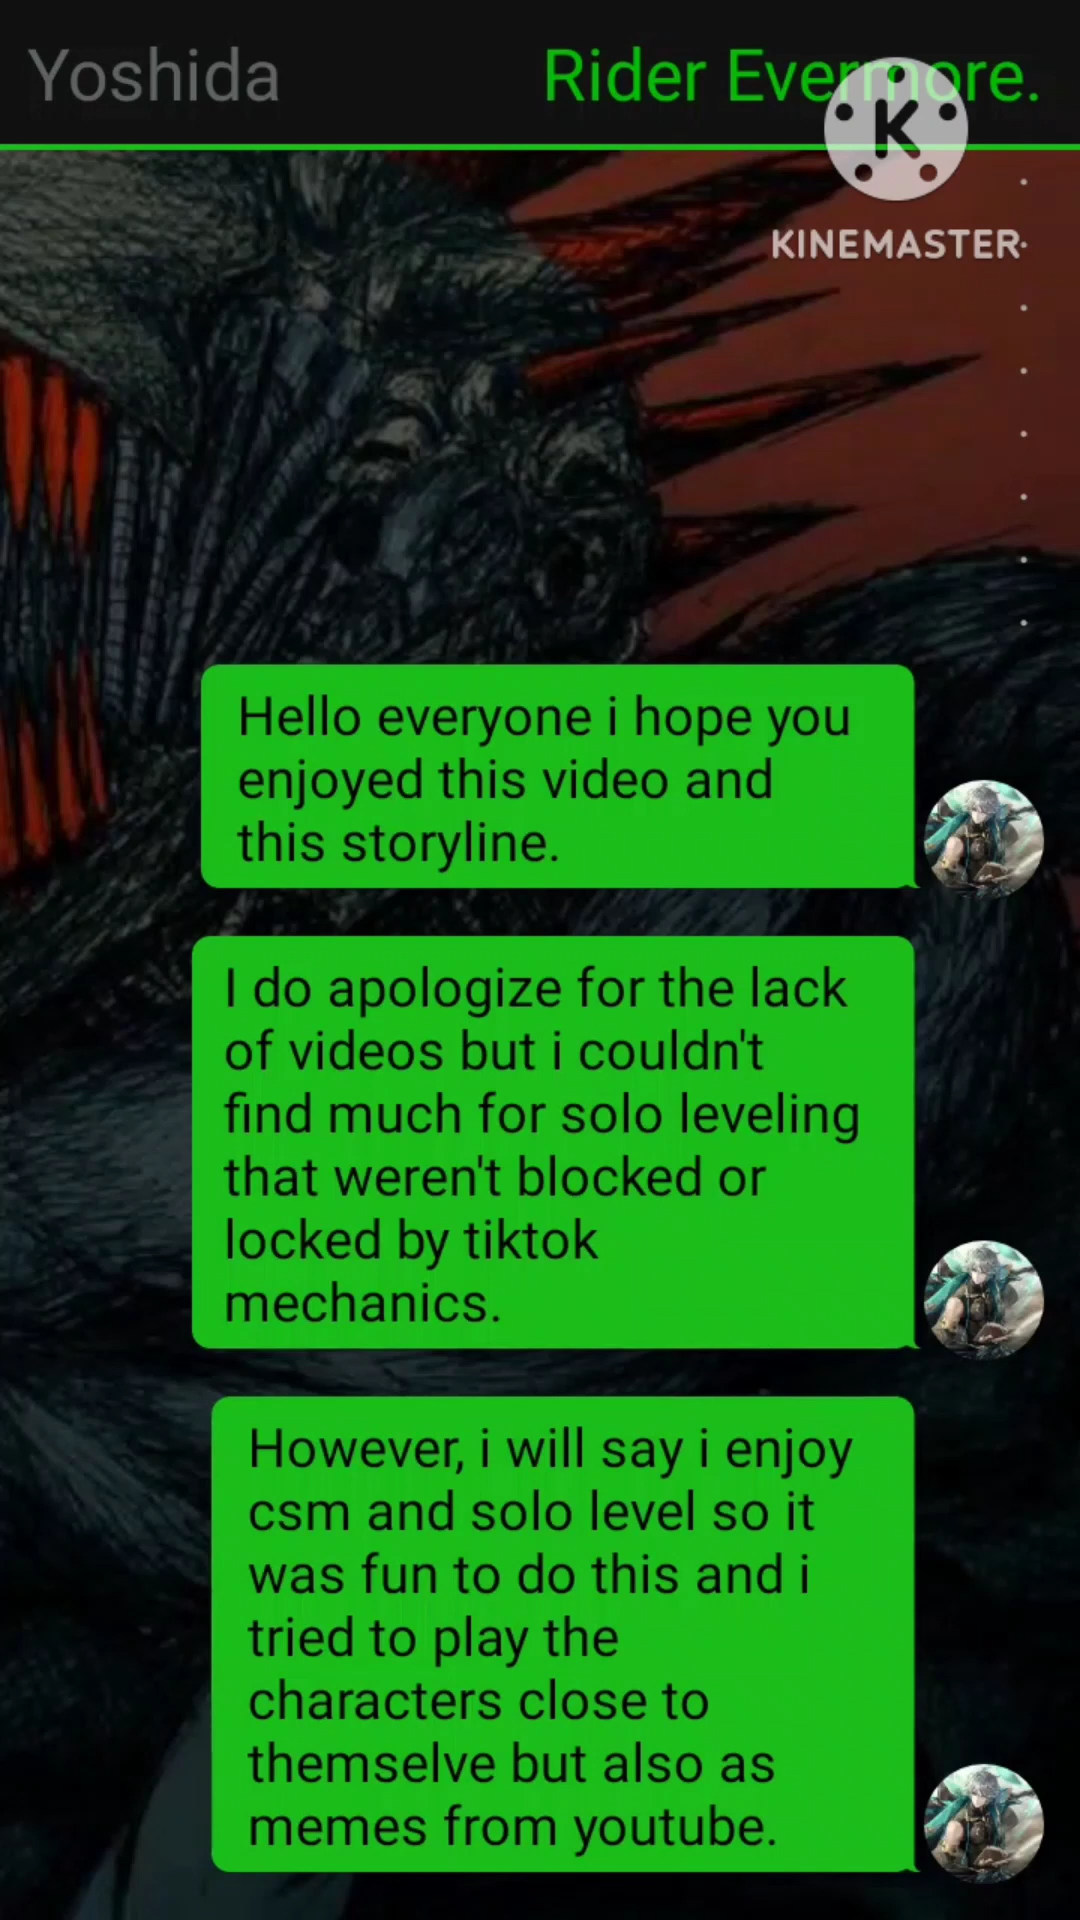 Yoshida
Rider Evermore.
K
KINEMASTER
Hello everyone i hope you
enjoyed this video and
this storyline.
I do apologize for the lack
of videos but i couldn't
find much for solo leveling
that weren't blocked or
locked by tiktok
mechanics.
However, i will say i enjoy
csm and solo level so it
was fun to do this and i
tried to play the
characters close to
themselve but also as
memes from youtube.